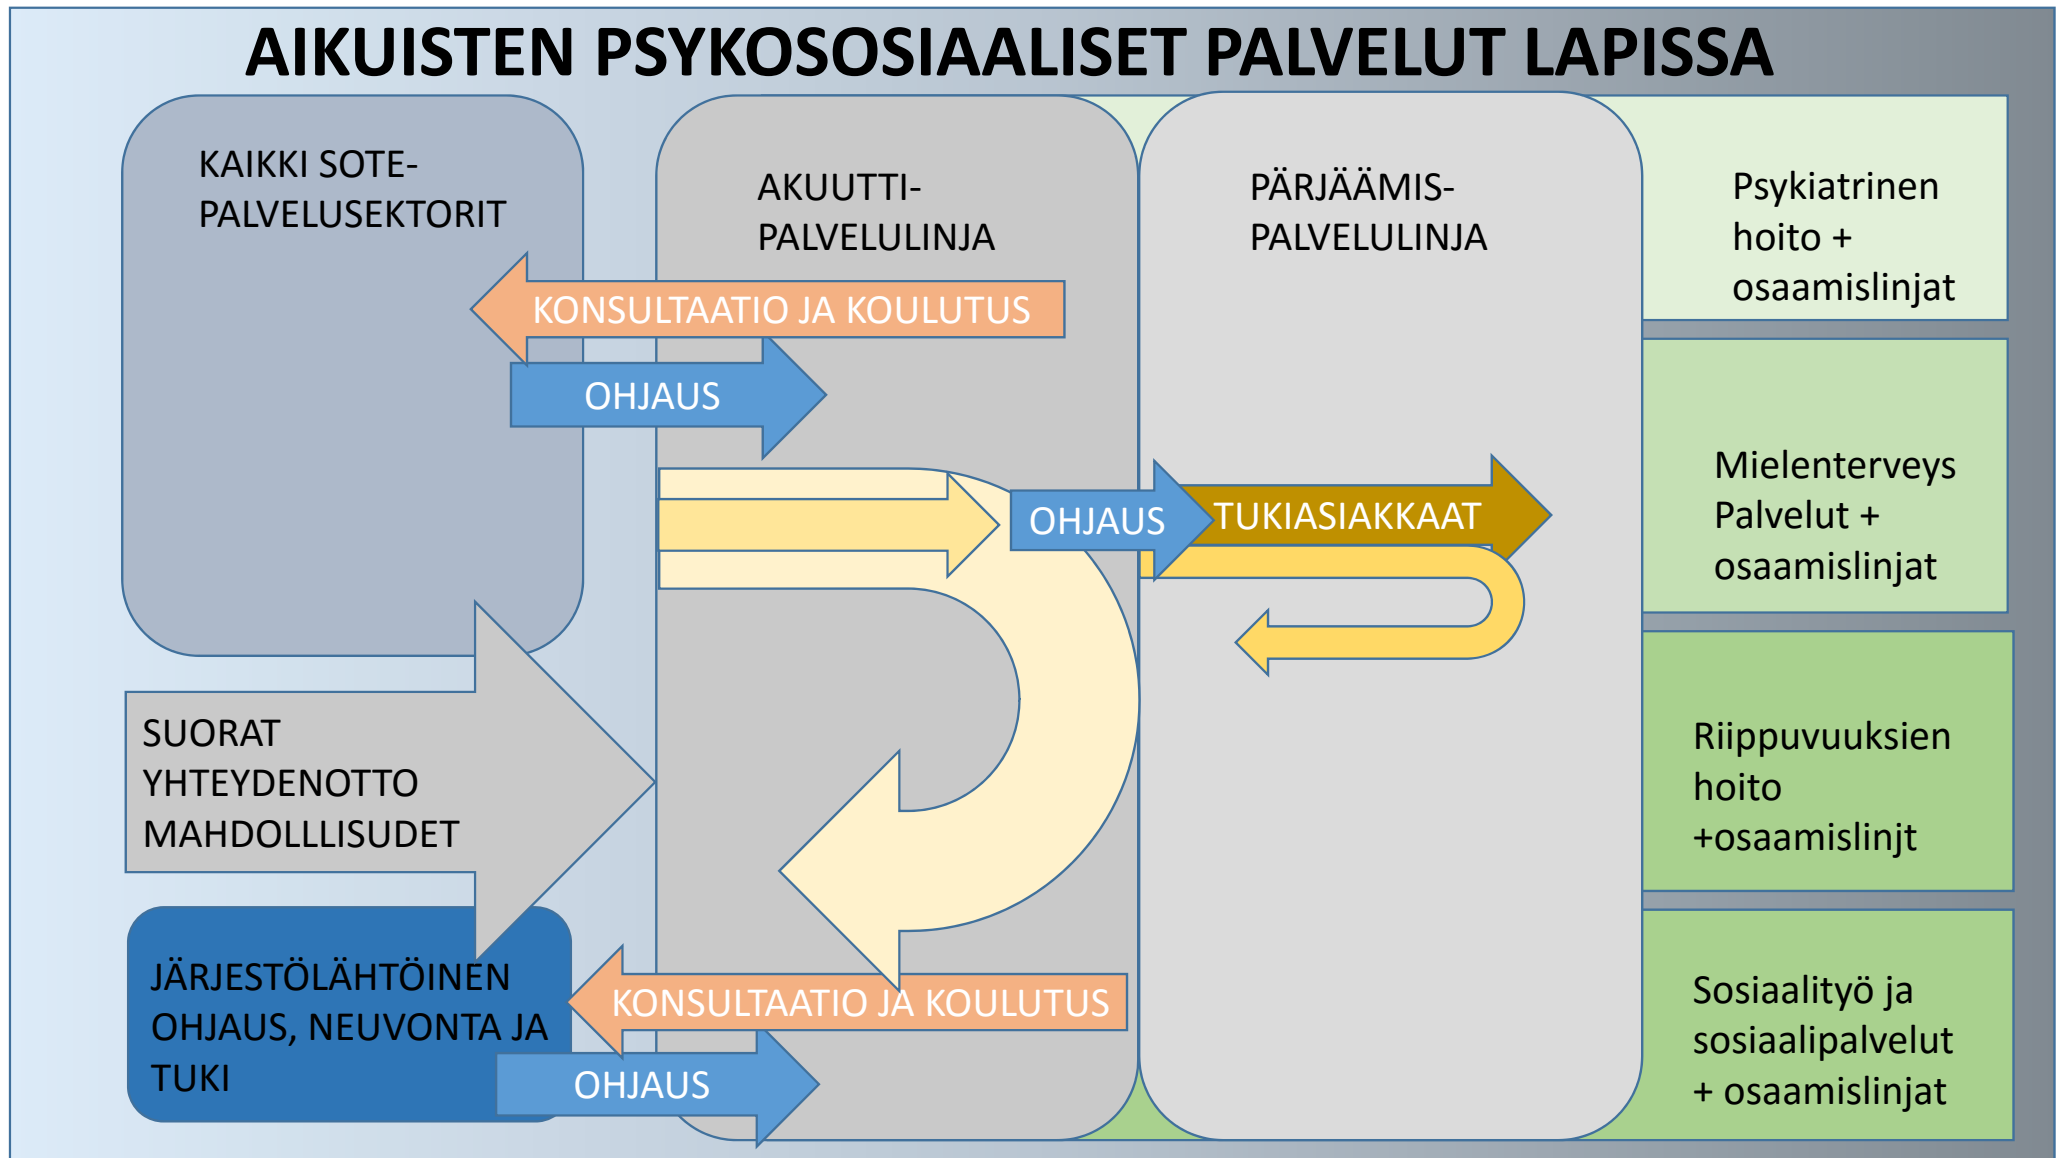 AIKUISTEN PSYKOSOSIAALISET PALVELUT LAPISSA
KAIKKI SOTE-
PALVELUSEKTORIT
AKUUTTI-
PALVELULINJA
PÄRJÄÄMIS-
PALVELULINJA
Psykiatrinen
hoito +
osaamislinjat
KONSULTAATIO JA KOULUTUS
OHJAUS
OHJAUS
TUKIASIAKKAAT
Mielenterveys
Palvelut +
osaamislinjat
SUORAT
YHTEYDENOTTO
MAHDOLLLISUDET
Riippuvuuksien
hoito
+osaamislinjt
JÄRJESTÖLÄHTÖINEN
OHJAUS, NEUVONTA JA
TUKI
KONSULTAATIO JA KOULUTUS
OHJAUS
Sosiaalityö ja
sosiaalipalvelut
+ osaamislinjat